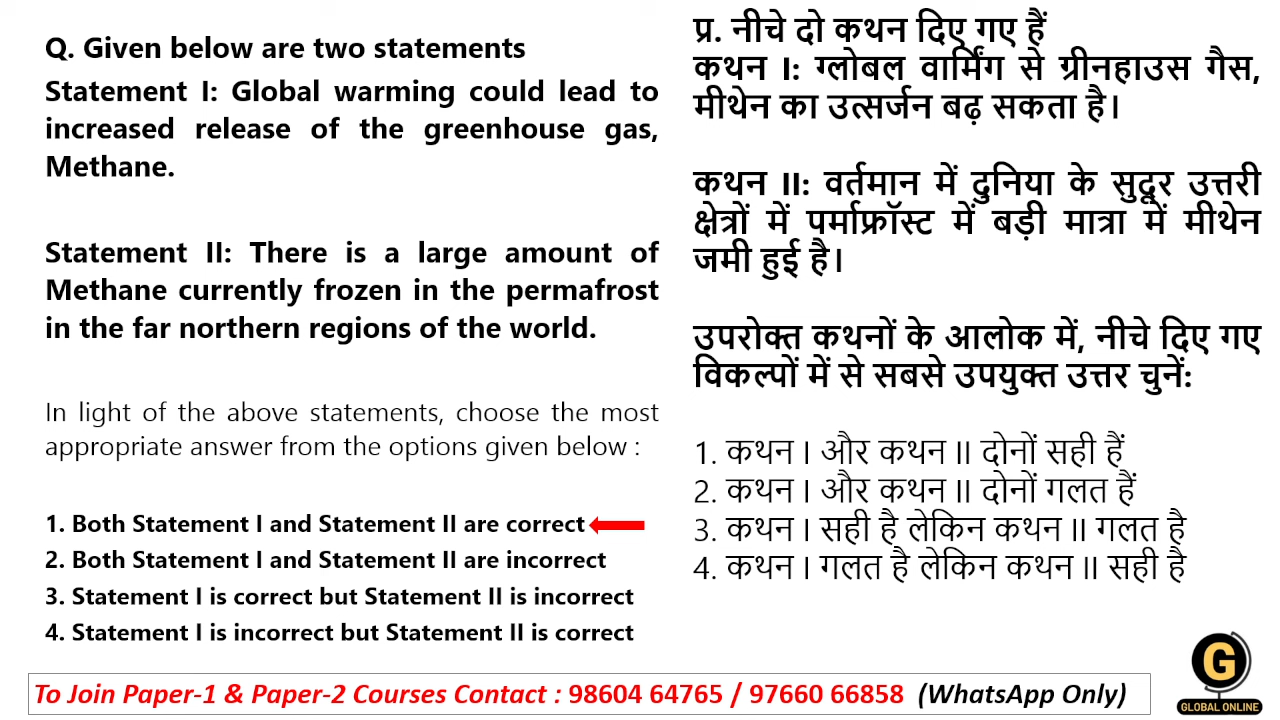 Q. Given below are two statements
Statement I: Global warming could lead to
increased release of the greenhouse gas,
Methane.
Statement II: There is a large amount of
Methane currently frozen in the permafrost
in the far northern regions of the world.
In light of the above statements, choose the most
appropriate answer from the options given below :
1. Both Statement I and Statement II are correct
2. Both Statement I and Statement II are incorrect
3. Statement I is correct but Statement II is incorrect
4. Statement I is incorrect but Statement II is correct
प्र. नीचे दो कथन दिए गए हैं
कथन I: ग्लोबल वार्मिंग से ग्रीनहाउस गैस,
मीथेन का उत्सर्जन बढ़ सकता है।
कथन II: वर्तमान में दुनिया के सुदूर उत्तरी
क्षेत्रों में पर्माफ्रॉस्ट में बड़ी मात्रा में मीथेन
जमी हुई है।
उपरोक्त कथनों के आलोक में, नीचे दिए गए
विकल्पों में से सबसे उपयुक्त उत्तर चुनें:
1. कथन I और कथन II दोनों सही हैं
2. कथन I और कथन II दोनों गलत हैं
3. कथन I सही है लेकिन कथन II गलत है
4. कथन I गलत है लेकिन कथन II सही है
To Join Paper-1 & Paper-2 Courses Contact : 98604 64765 / 97660 66858 (WhatsApp Only)
G
GLOBAL ONLINE